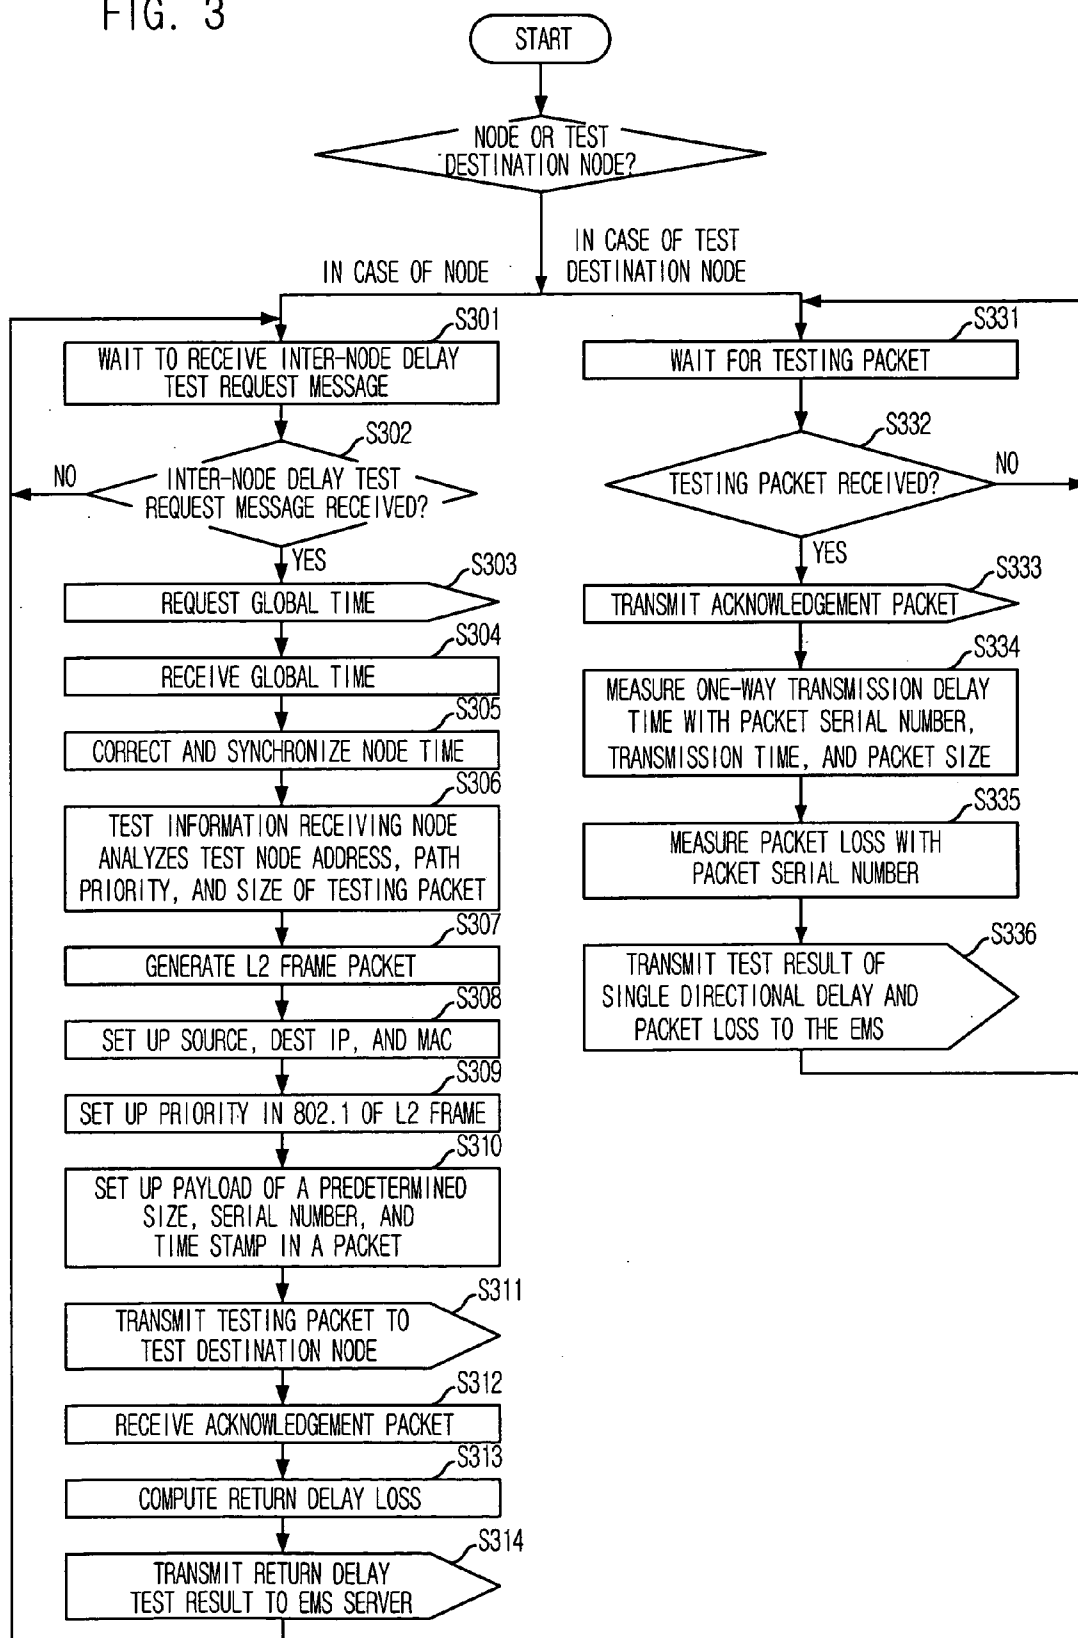 FIG. 3
START
NODE OR TEST
DESTINATION NODE?
IN CASE OF NODE
IN CASE OF TEST
DESTINATION NODE
S301
WAIT TO RECEIVE INTER-NODE DELAY
TEST REQUEST MESSAGE
S302
NO
INTER-NODE DELAY TEST
REQUEST MESSAGE RECEIVED?
YES
S303
REQUEST GLOBAL TIME
S304
RECEIVE GLOBAL TIME
S305
CORRECT AND SYNCHRONIZE NODE TIME
S306
TEST INFORMATION RECEIVING NODE
ANALYZES TEST NODE ADDRESS, PATH
PRIORITY, AND SIZE OF TESTING PACKET
S307
GENERATE L2 FRAME PACKET
S308
SET UP SOURCE, DEST IP, AND MAC
S309
SET UP PRIORITY IN 802.1 OF L2 FRAME
S310
SET UP PAYLOAD OF A PREDETERMINED
SIZE, SERIAL NUMBER, AND
TIME STAMP IN A PACKET
S311
TRANSMIT TESTING PACKET TO
TEST DESTINATION NODE
S312
RECEIVE ACKNOWLEDGEMENT PACKET
S313
COMPUTE RETURN DELAY LOSS
S314
TRANSMIT RETURN DELAY
TEST RESULT TO EMS SERVER
S331
WAIT FOR TESTING PACKET
S332
TESTING PACKET RECEIVED?
NO
YES
S333
TRANSMIT ACKNOWLEDGEMENT PACKET
S334
MEASURE ONE-WAY TRANSMISSION DELAY
TIME WITH PACKET SERIAL NUMBER,
TRANSMISSION TIME, AND PACKET SIZE
S335
MEASURE PACKET LOSS WITH
PACKET SERIAL NUMBER
S336
TRANSMIT TEST RESULT OF
SINGLE DIRECTIONAL DELAY AND
PACKET LOSS TO THE EMS